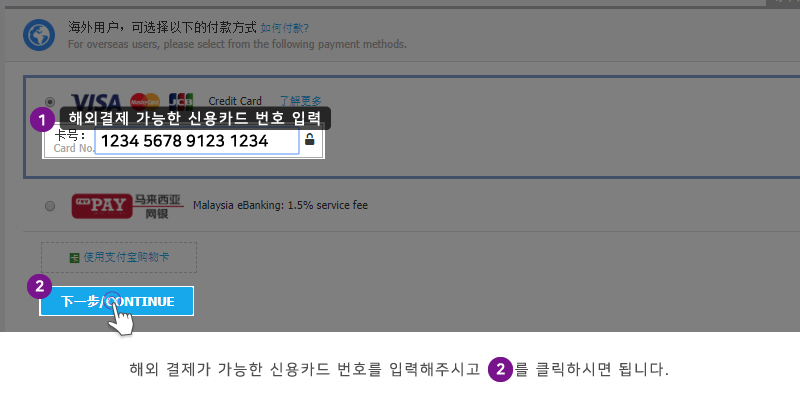 海外用户，可选择以下的付款方式 如何付款?
For overseas users, please select from the following payment methods.
VISA MasterCard JCB Credit Card 了解更多
1 해외결제 가능한 신용카드 번호 입력
卡号：
Card No. 1234 5678 9123 1234
PAY 马来西亚网银 Malaysia eBanking: 1.5% service fee
卡 使用支付宝购物卡
2
下一步/CONTINUE
해외 결제가 가능한 신용카드 번호를 입력해주시고 2 를 클릭하시면 됩니다.